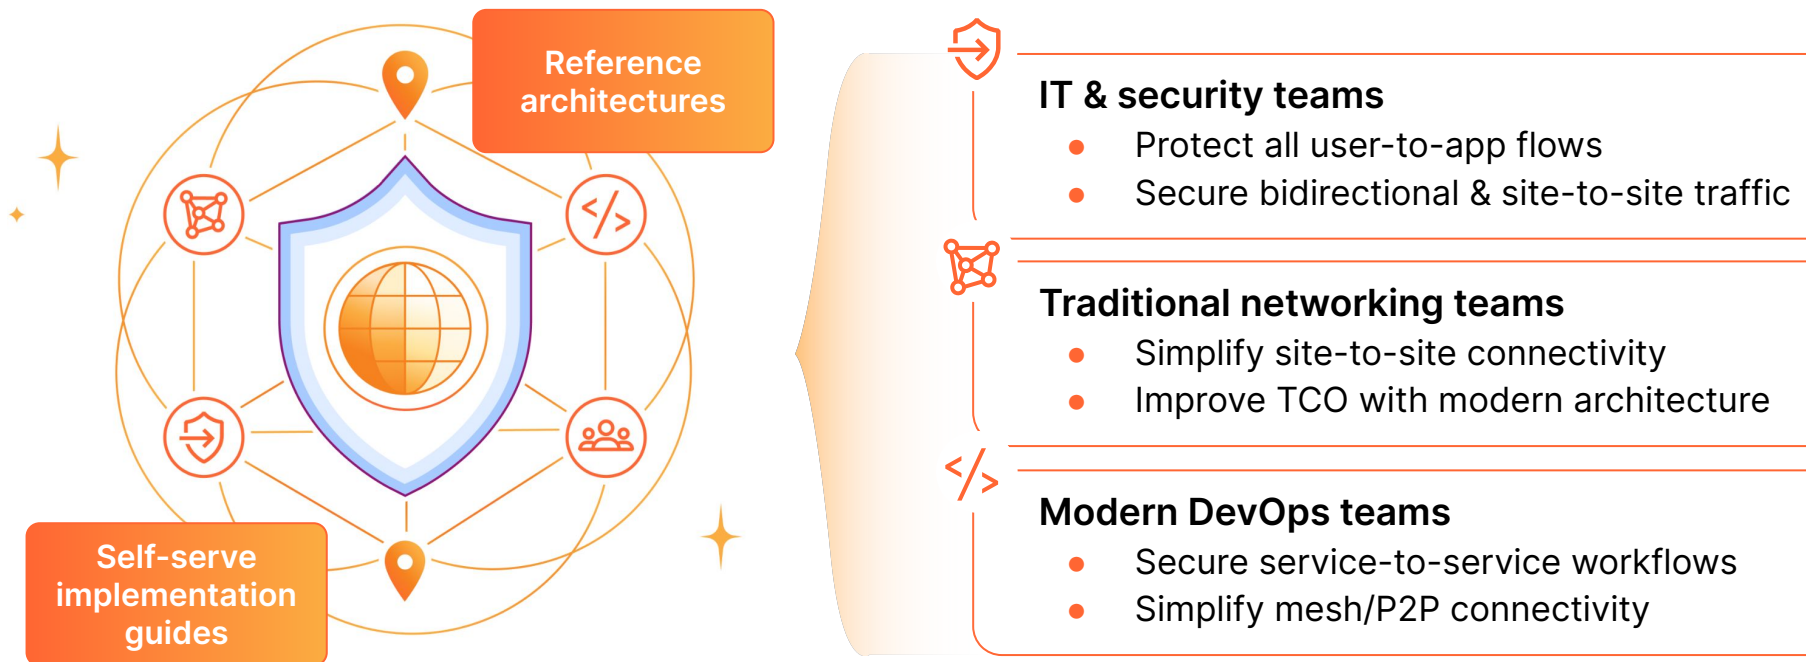 Reference
architectures
Self-serve
implementation
guides
IT & security teams
● Protect all user-to-app flows
● Secure bidirectional & site-to-site traffic
Traditional networking teams
● Simplify site-to-site connectivity
● Improve TCO with modern architecture
Modern DevOps teams
● Secure service-to-service workflows
● Simplify mesh/P2P connectivity